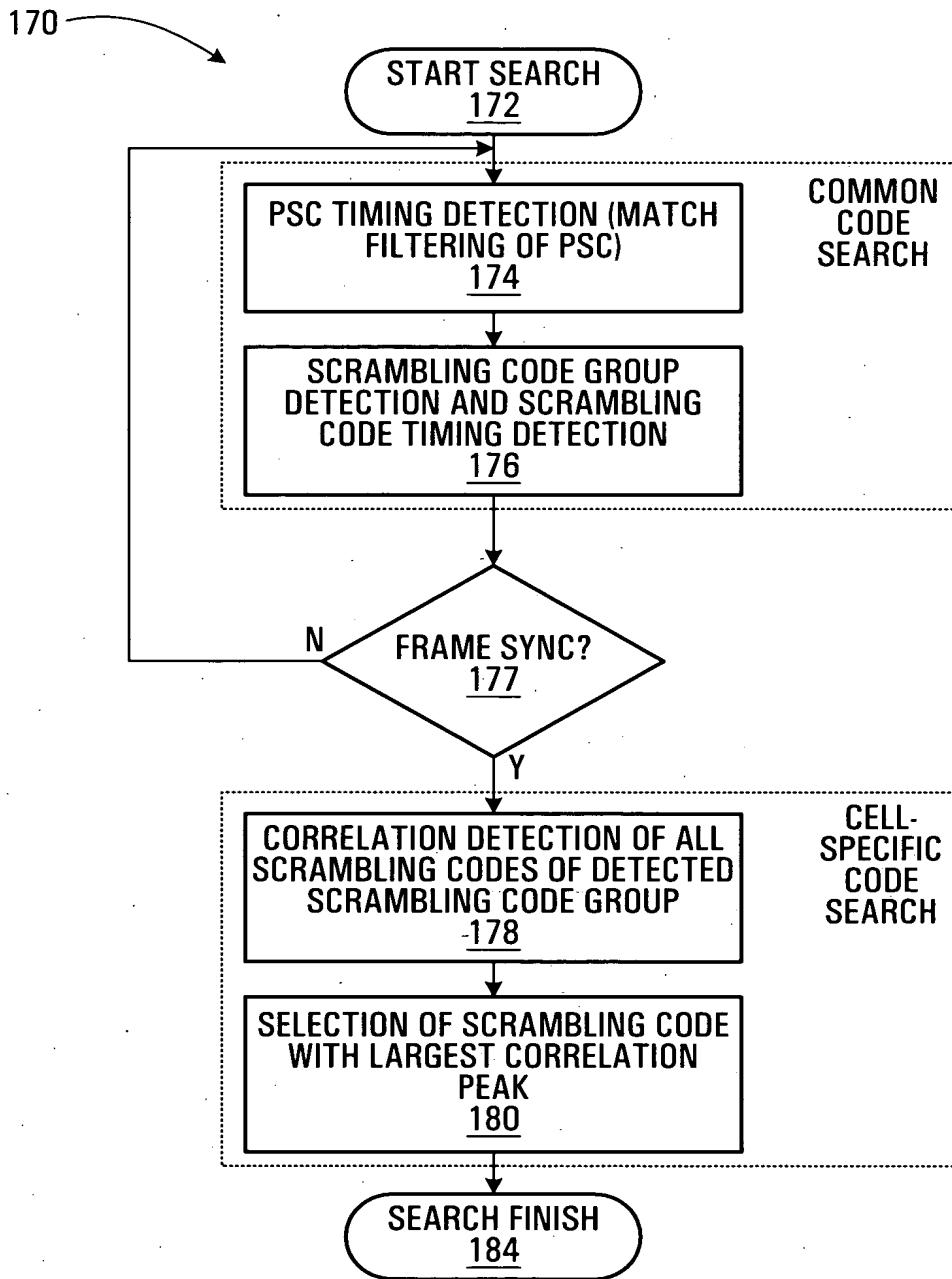 170
START SEARCH
172
PSC TIMING DETECTION (MATCH
FILTERING OF PSC)
174
COMMON
CODE
SEARCH
SCRAMBLING CODE GROUP
DETECTION AND SCRAMBLING
CODE TIMING DETECTION
176
N
FRAME SYNC?
177
Y
CORRELATION DETECTION OF ALL
SCRAMBLING CODES OF DETECTED
SCRAMBLING CODE GROUP
178
CELL-
SPECIFIC
CODE
SEARCH
SELECTION OF SCRAMBLING CODE
WITH LARGEST CORRELATION
PEAK
180
SEARCH FINISH
184